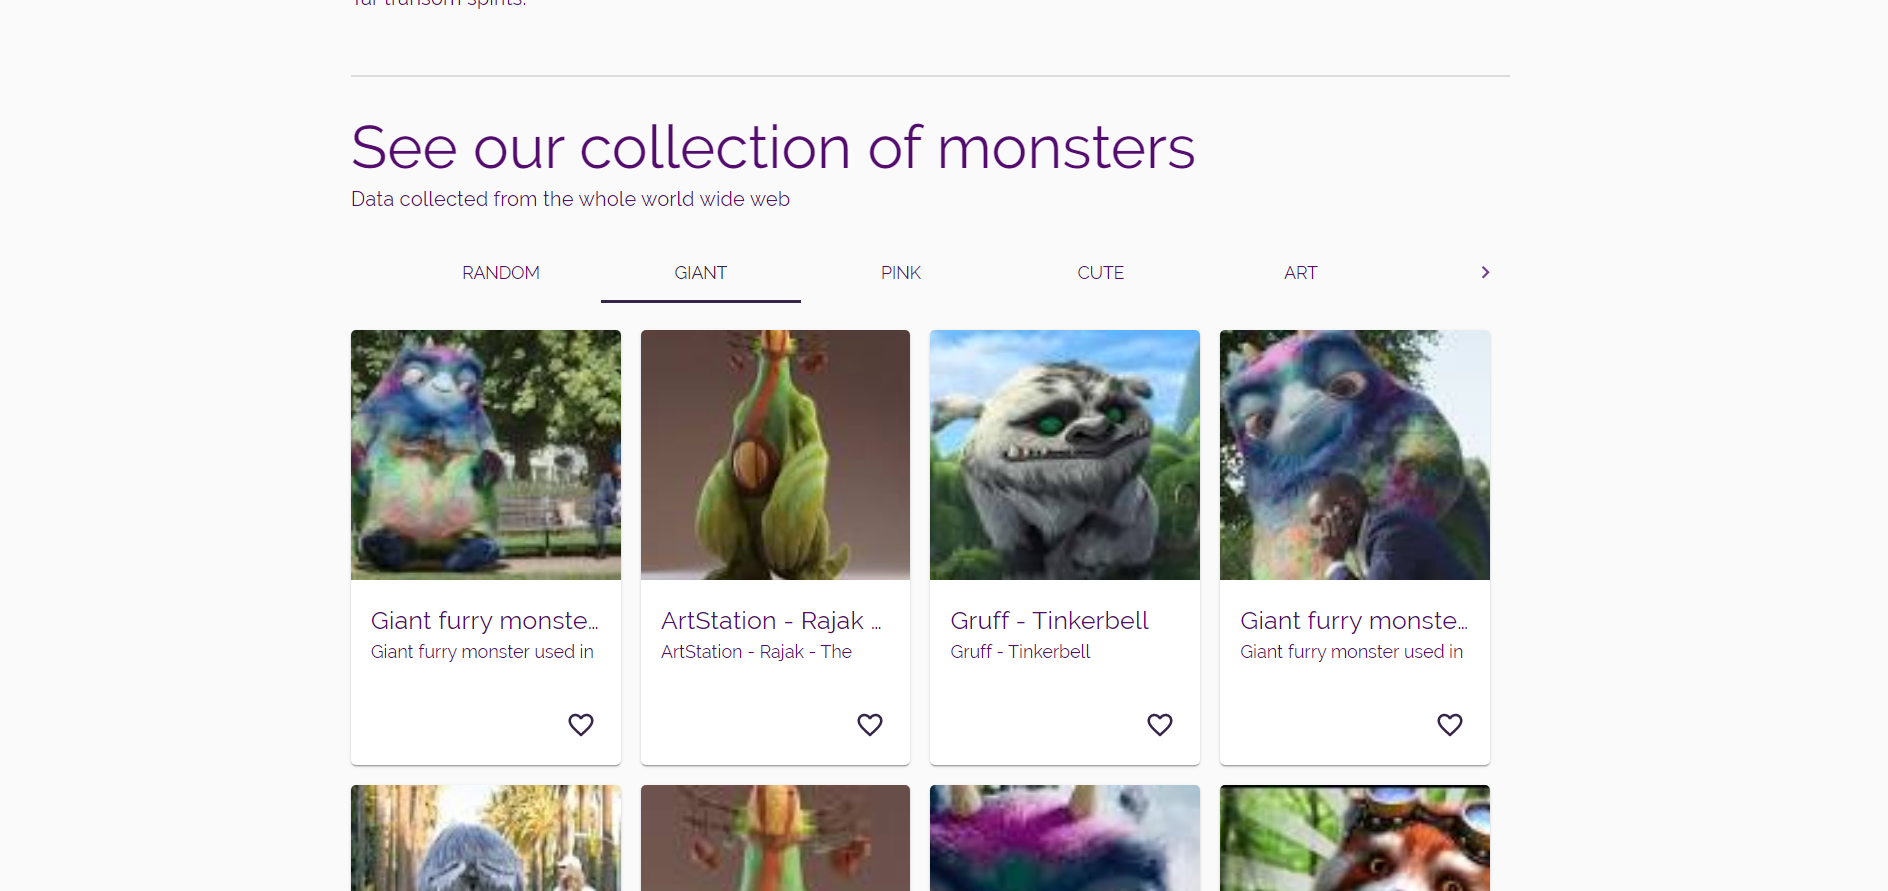 See our collection of monsters
Data collected from the whole world wide web
RANDOM GIANT PINK CUTE ART
Giant furry monste...
Giant furry monster used in
ArtStation - Rajak ...
ArtStation - Rajak - The
Gruff - Tinkerbell
Gruff - Tinkerbell
Giant furry monste...
Giant furry monster used in